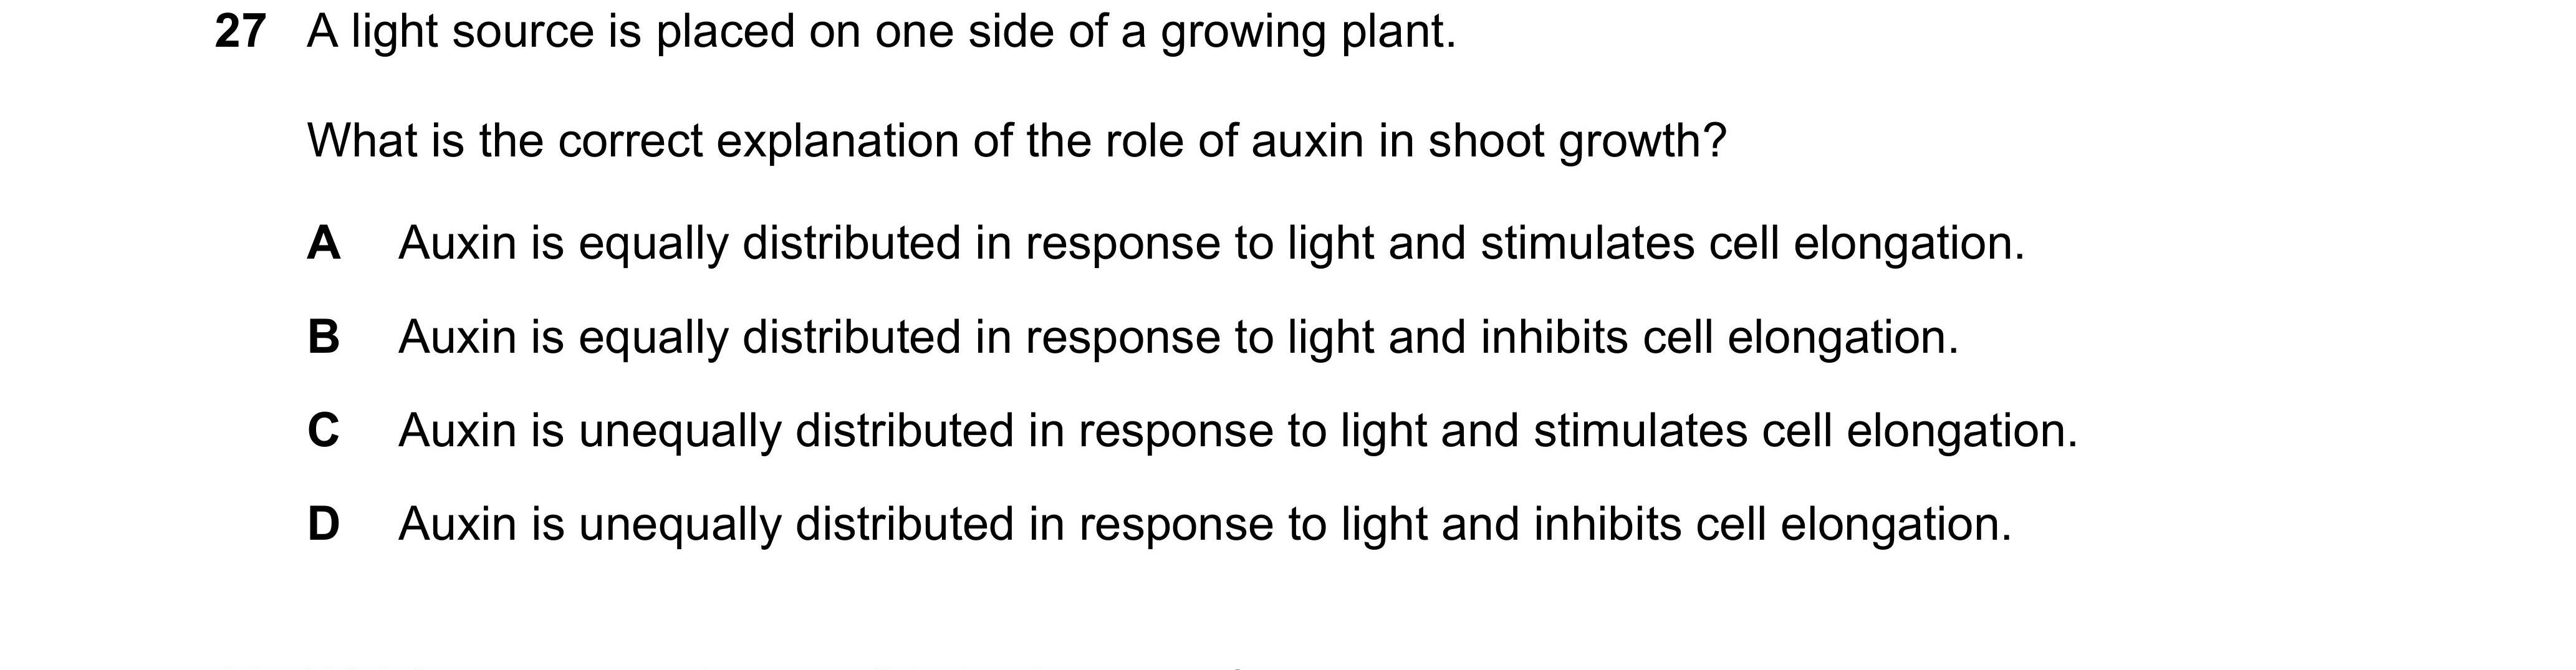 27 A light source is placed on one side of a growing plant.
What is the correct explanation of the role of auxin in shoot growth?
A Auxin is equally distributed in response to light and stimulates cell elongation.
B Auxin is equally distributed in response to light and inhibits cell elongation.
C Auxin is unequally distributed in response to light and stimulates cell elongation.
D Auxin is unequally distributed in response to light and inhibits cell elongation.